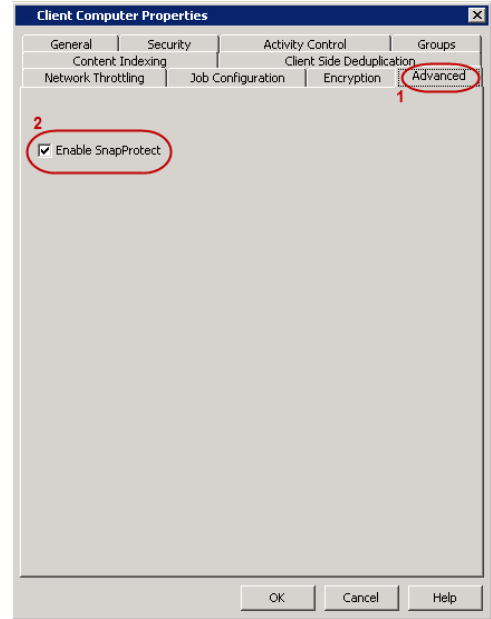 Client Computer Properties
General Security Activity Control Groups
Content Indexing Client Side Deduplication
Network Throttling Job Configuration Encryption Advanced
1
2
Enable SnapProtect
OK Cancel Help